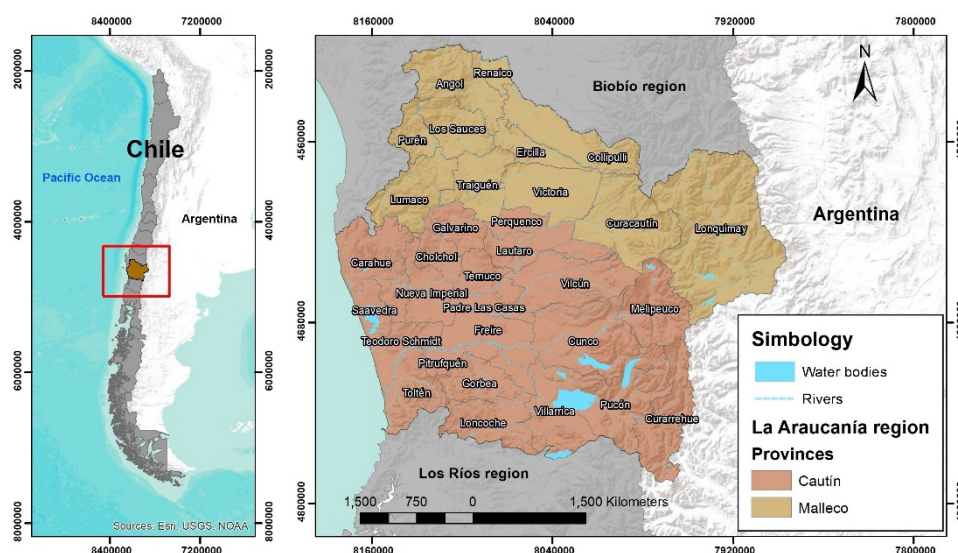 8400000 7200000
2000000
2000000
Chile
Pacific Ocean
Argentina
4000000
4000000
6000000
6000000
8000000
8000000
Sources: Esri, USGS, NOAA
8400000 7200000
8160000 8040000 7920000 7800000
N
Biobío region
Renaico
Angol
Los Sauces
Purén
Ercilla
Collipulli
Traiguén
Victoria
Lumaco
Perquenco
Curacautín
Lonquimay
Argentina
Galvarino
Lautaro
Cholchol
Carahue
Temuco
Vilcún
Nueva Imperial
Padre Las Casas
Melipeuco
Saavedra
Freire
Teodoro Schmidt
Cunco
Pitrufquén
Gorbea
Toltén
Villarrica
Pucón
Curarrehue
Loncoche
Los Ríos region
1,500 750 0 1,500 Kilometers
4560000
4680000
4800000
Simbology
Water bodies
Rivers
La Araucanía region
Provinces
Cautín
Malleco
8160000 8040000 7920000 7800000